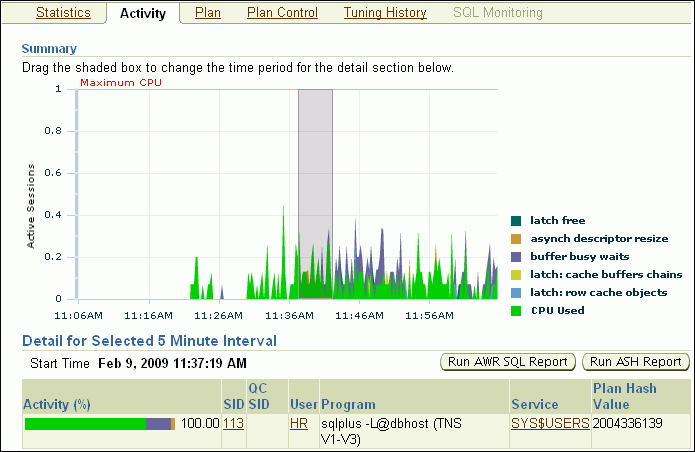 Statistics Activity Plan Plan Control Tuning History SQL Monitoring
Summary
Drag the shaded box to change the time period for the detail section below.
Maximum CPU
1
0.8
0.6
0.4
0.2
0
Active Sessions
11:06AM 11:16AM 11:26AM 11:36AM 11:46AM 11:56AM
latch free
asynch descriptor resize
buffer busy waits
latch: cache buffers chains
latch: row cache objects
CPU Used
Detail for Selected 5 Minute Interval
Start Time Feb 9, 2009 11:37:19 AM
Run AWR SQL Report Run ASH Report
Activity (%) SID QC SID User Program Service Plan Hash Value
100.00 113 HR sqlplus -L@dbhost (TNS V1-V3) SYS$USERS 2004336139